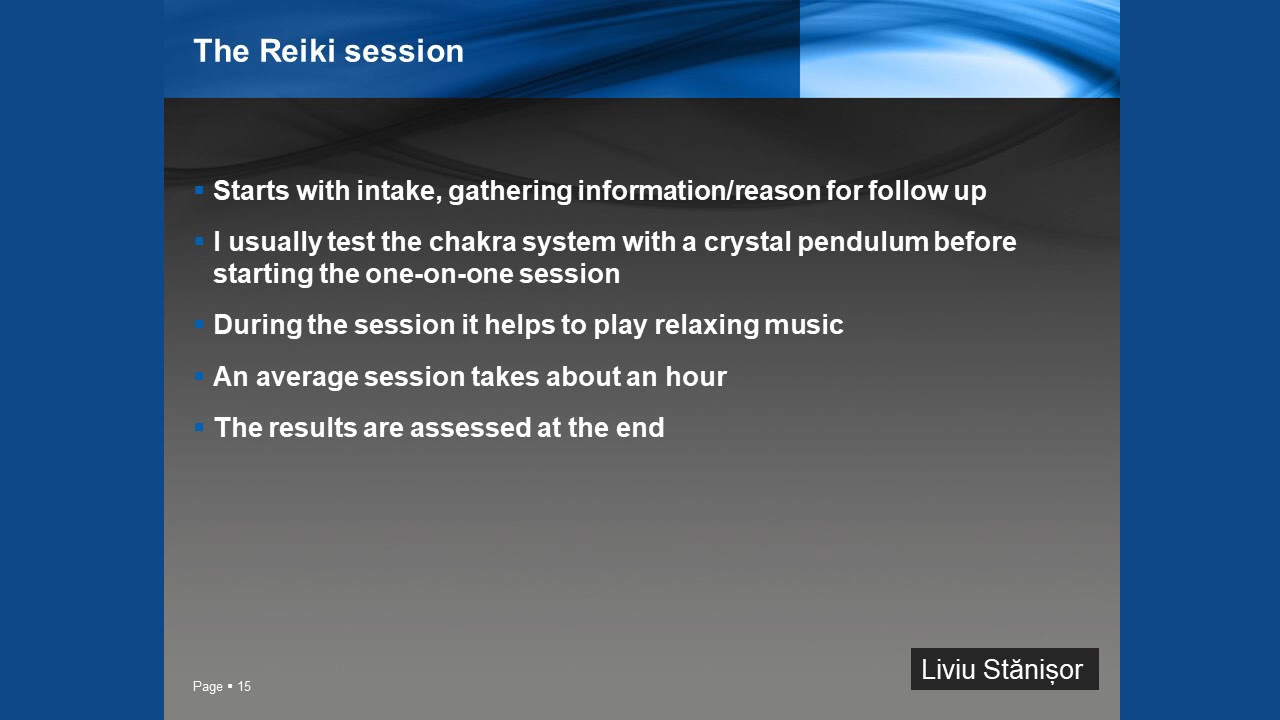 The Reiki session
Starts with intake, gathering information/reason for follow up
I usually test the chakra system with a crystal pendulum before
starting the one-on-one session
During the session it helps to play relaxing music
An average session takes about an hour
The results are assessed at the end
Liviu Stănișor
Page ▪ 15